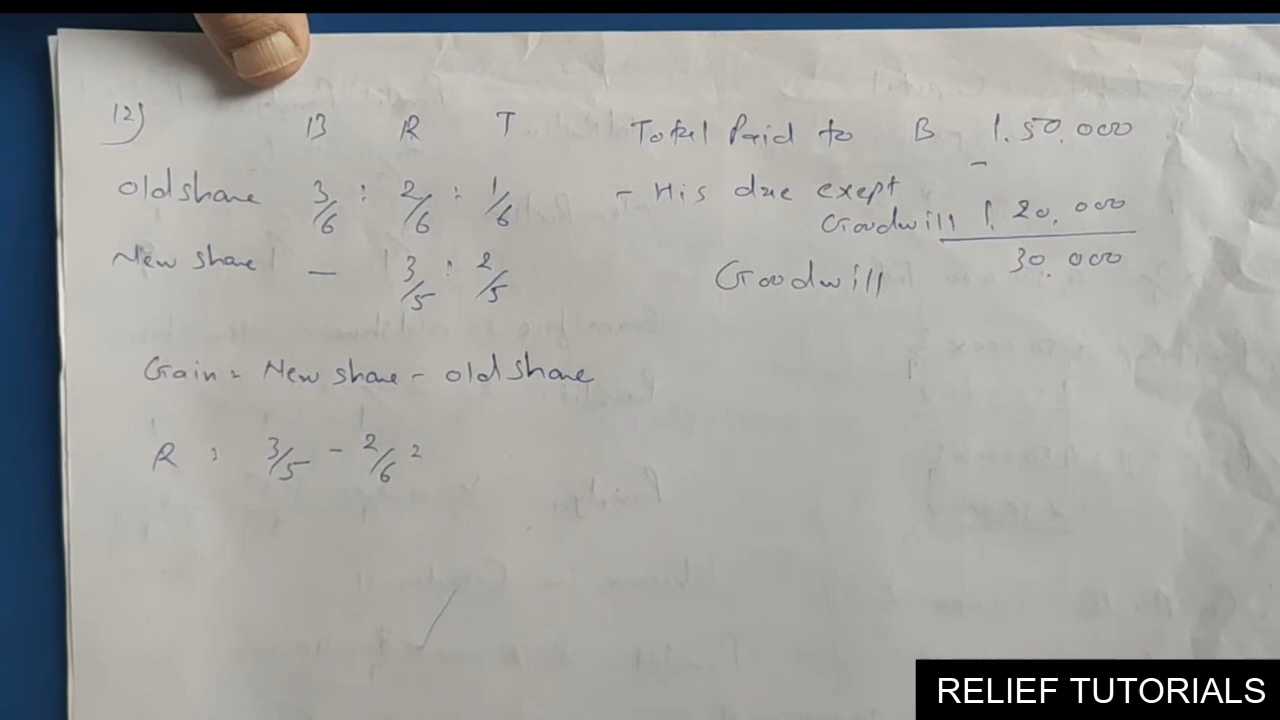 12)
B R T
Old share 3/6 : 2/6 : 1/6
New share — 3/5 : 2/5
Total Paid to B 1.50.000
- His due exept
Goodwill 1.20.000
Goodwill 30.000
Gain = New share - old share
R = 3/5 - 2/6 =
RELIEF TUTORIALS